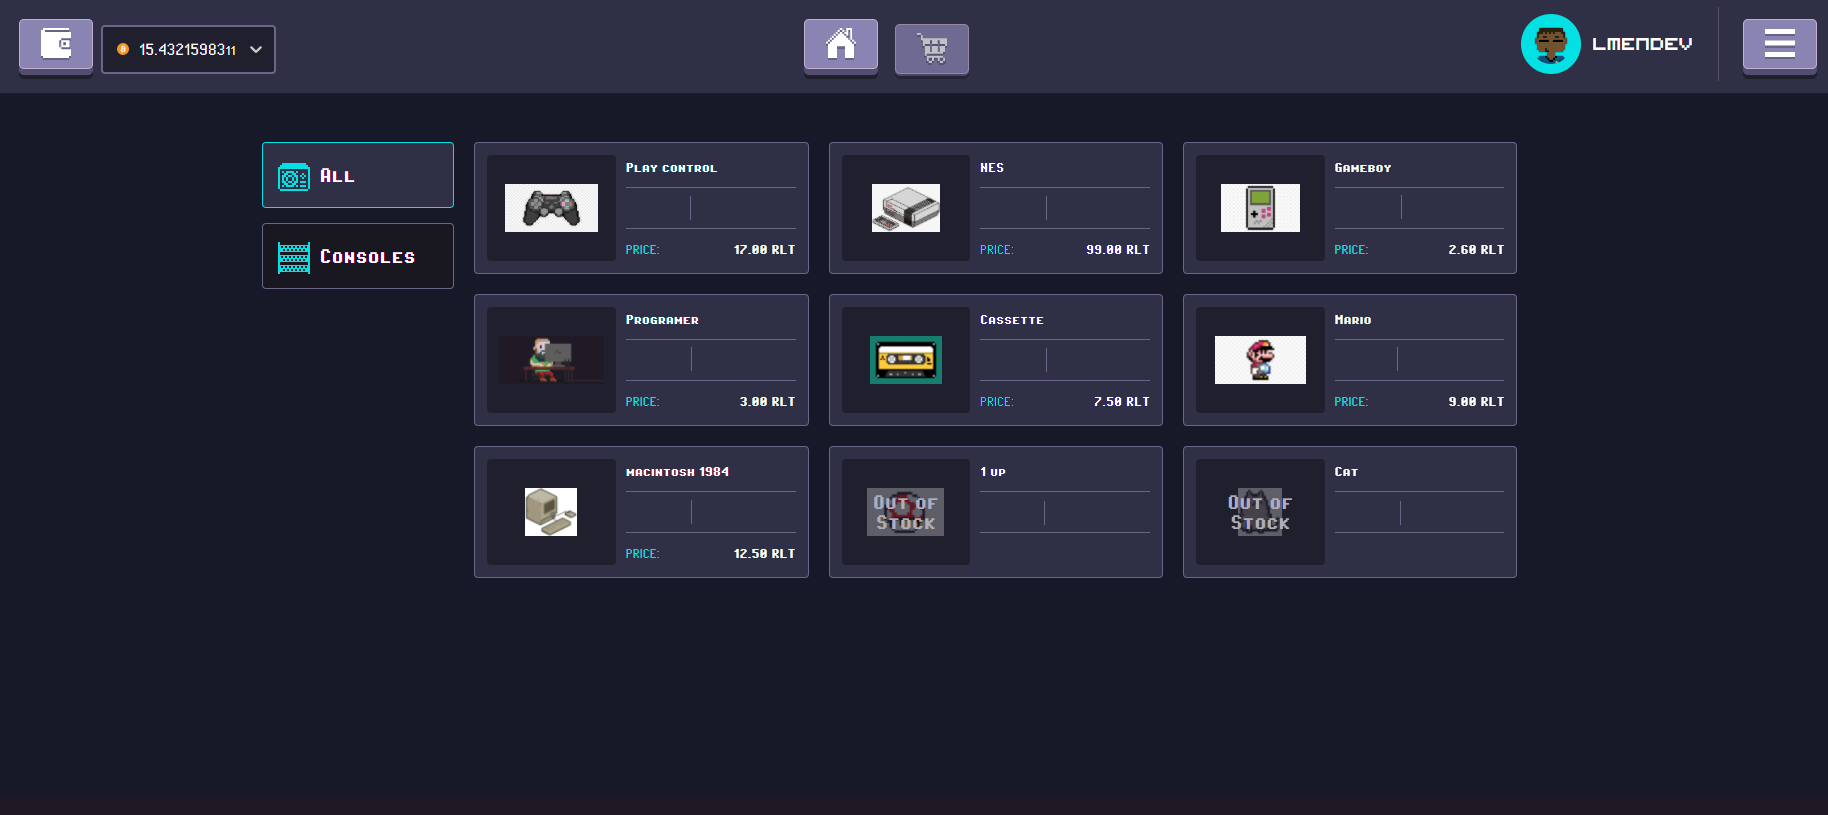 15.4321598311
LMENDEV
All
Consoles
Play control
PRICE: 17.00 RLT
NES
PRICE: 99.00 RLT
Gameboy
PRICE: 2.60 RLT
Programer
PRICE: 3.00 RLT
Cassette
PRICE: 7.50 RLT
Mario
PRICE: 9.00 RLT
macintosh 1984
PRICE: 12.50 RLT
1 up
Out of
Stock
Cat
Out of
Stock